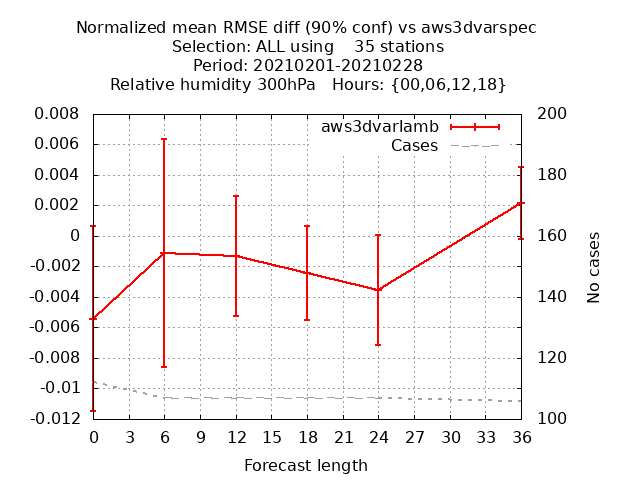 Normalized mean RMSE diff (90% conf) vs aws3dvarspec
Selection: ALL using    35 stations
Period: 20210201-20210228
Relative humidity 300hPa   Hours: {00,06,12,18}
aws3dvarlamb
Cases
0.008
0.006
0.004
0.002
0
-0.002
-0.004
-0.006
-0.008
-0.01
-0.012
200
180
160
140
120
100
No cases
0 3 6 9 12 15 18 21 24 27 30 33 36
Forecast length